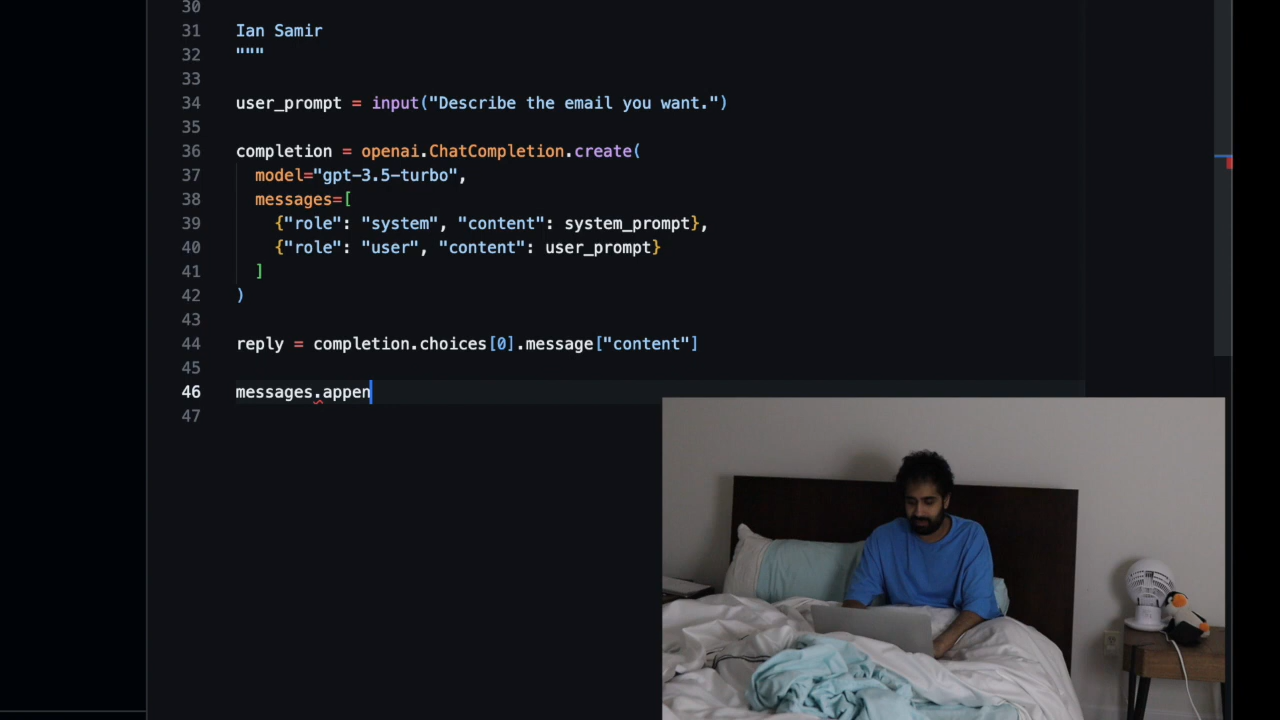 30
31 Ian Samir
32 """
33
34 user_prompt = input("Describe the email you want.")
35
36 completion = openai.ChatCompletion.create(
37 model="gpt-3.5-turbo",
38 messages=[
39 {"role": "system", "content": system_prompt},
40 {"role": "user", "content": user_prompt}
41 ]
42 )
43
44 reply = completion.choices[0].message["content"]
45
46 messages.appen
47